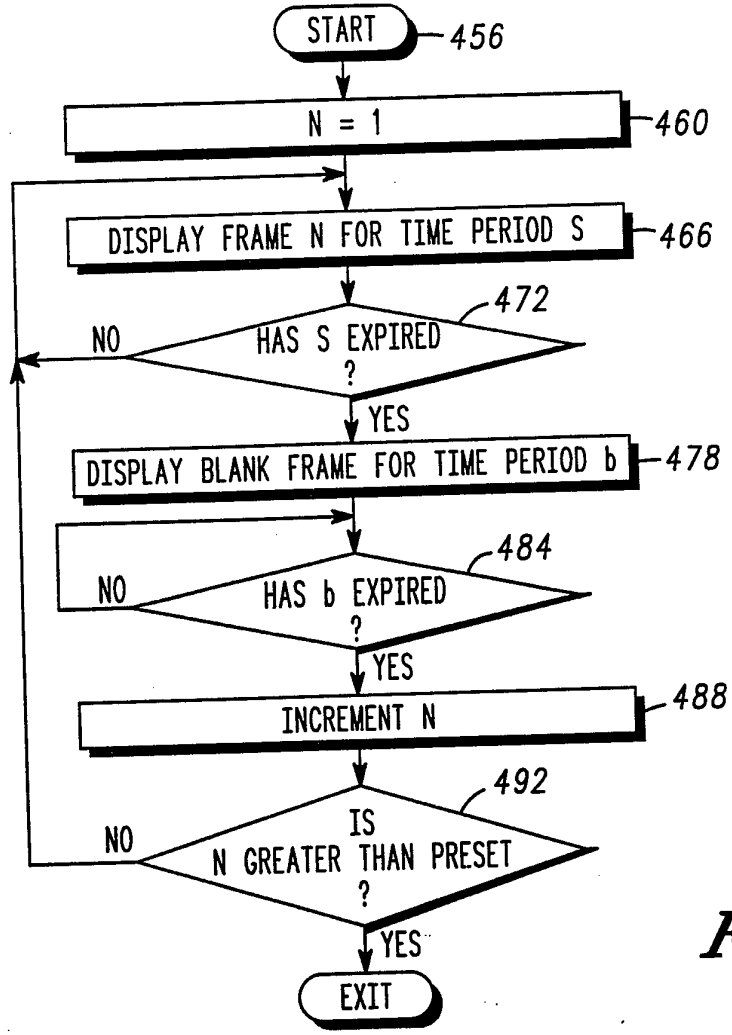 START 456
N = 1 460
DISPLAY FRAME N FOR TIME PERIOD S 466
472
NO HAS S EXPIRED
?
YES
DISPLAY BLANK FRAME FOR TIME PERIOD b 478
484
NO HAS b EXPIRED
?
YES
INCREMENT N 488
492
IS
NO N GREATER THAN PRESET
?
YES
EXIT